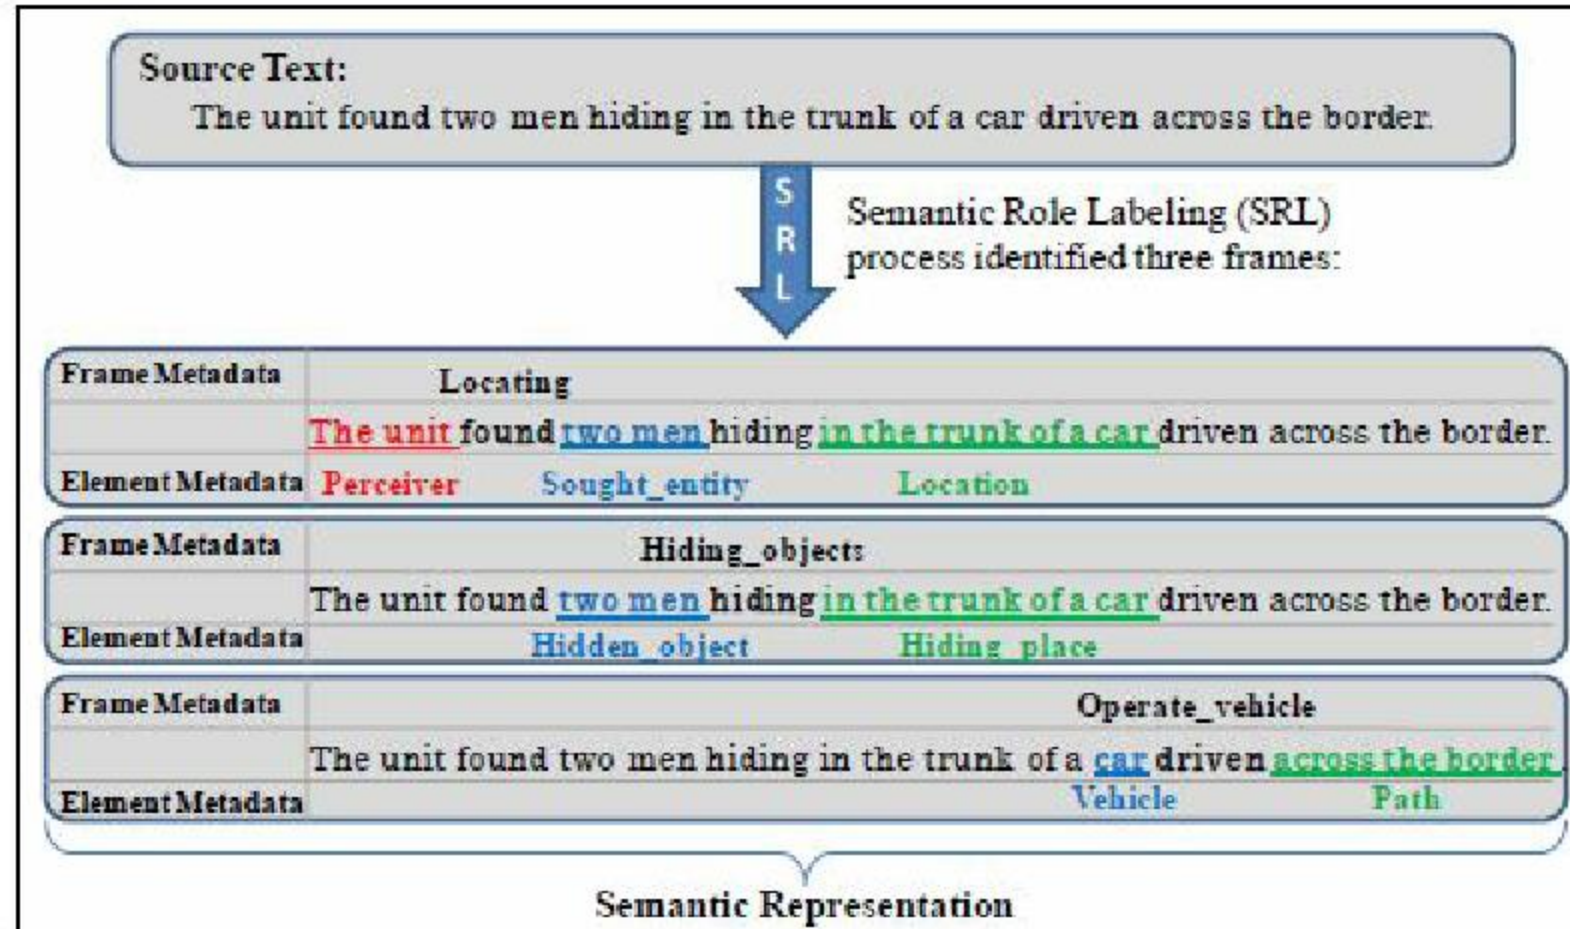 Source Text:
The unit found two men hiding in the trunk of a car driven across the border.
SRL
Semantic Role Labeling (SRL)
process identified three frames:
Frame Metadata Locating
The unit found two men hiding in the trunk of a car driven across the border.
Element Metadata Perceiver Sought_entity Location
Frame Metadata Hiding_objects
The unit found two men hiding in the trunk of a car driven across the border.
Element Metadata Hidden_object Hiding_place
Frame Metadata Operate_vehicle
The unit found two men hiding in the trunk of a car driven across the border.
Element Metadata Vehicle Path
Semantic Representation